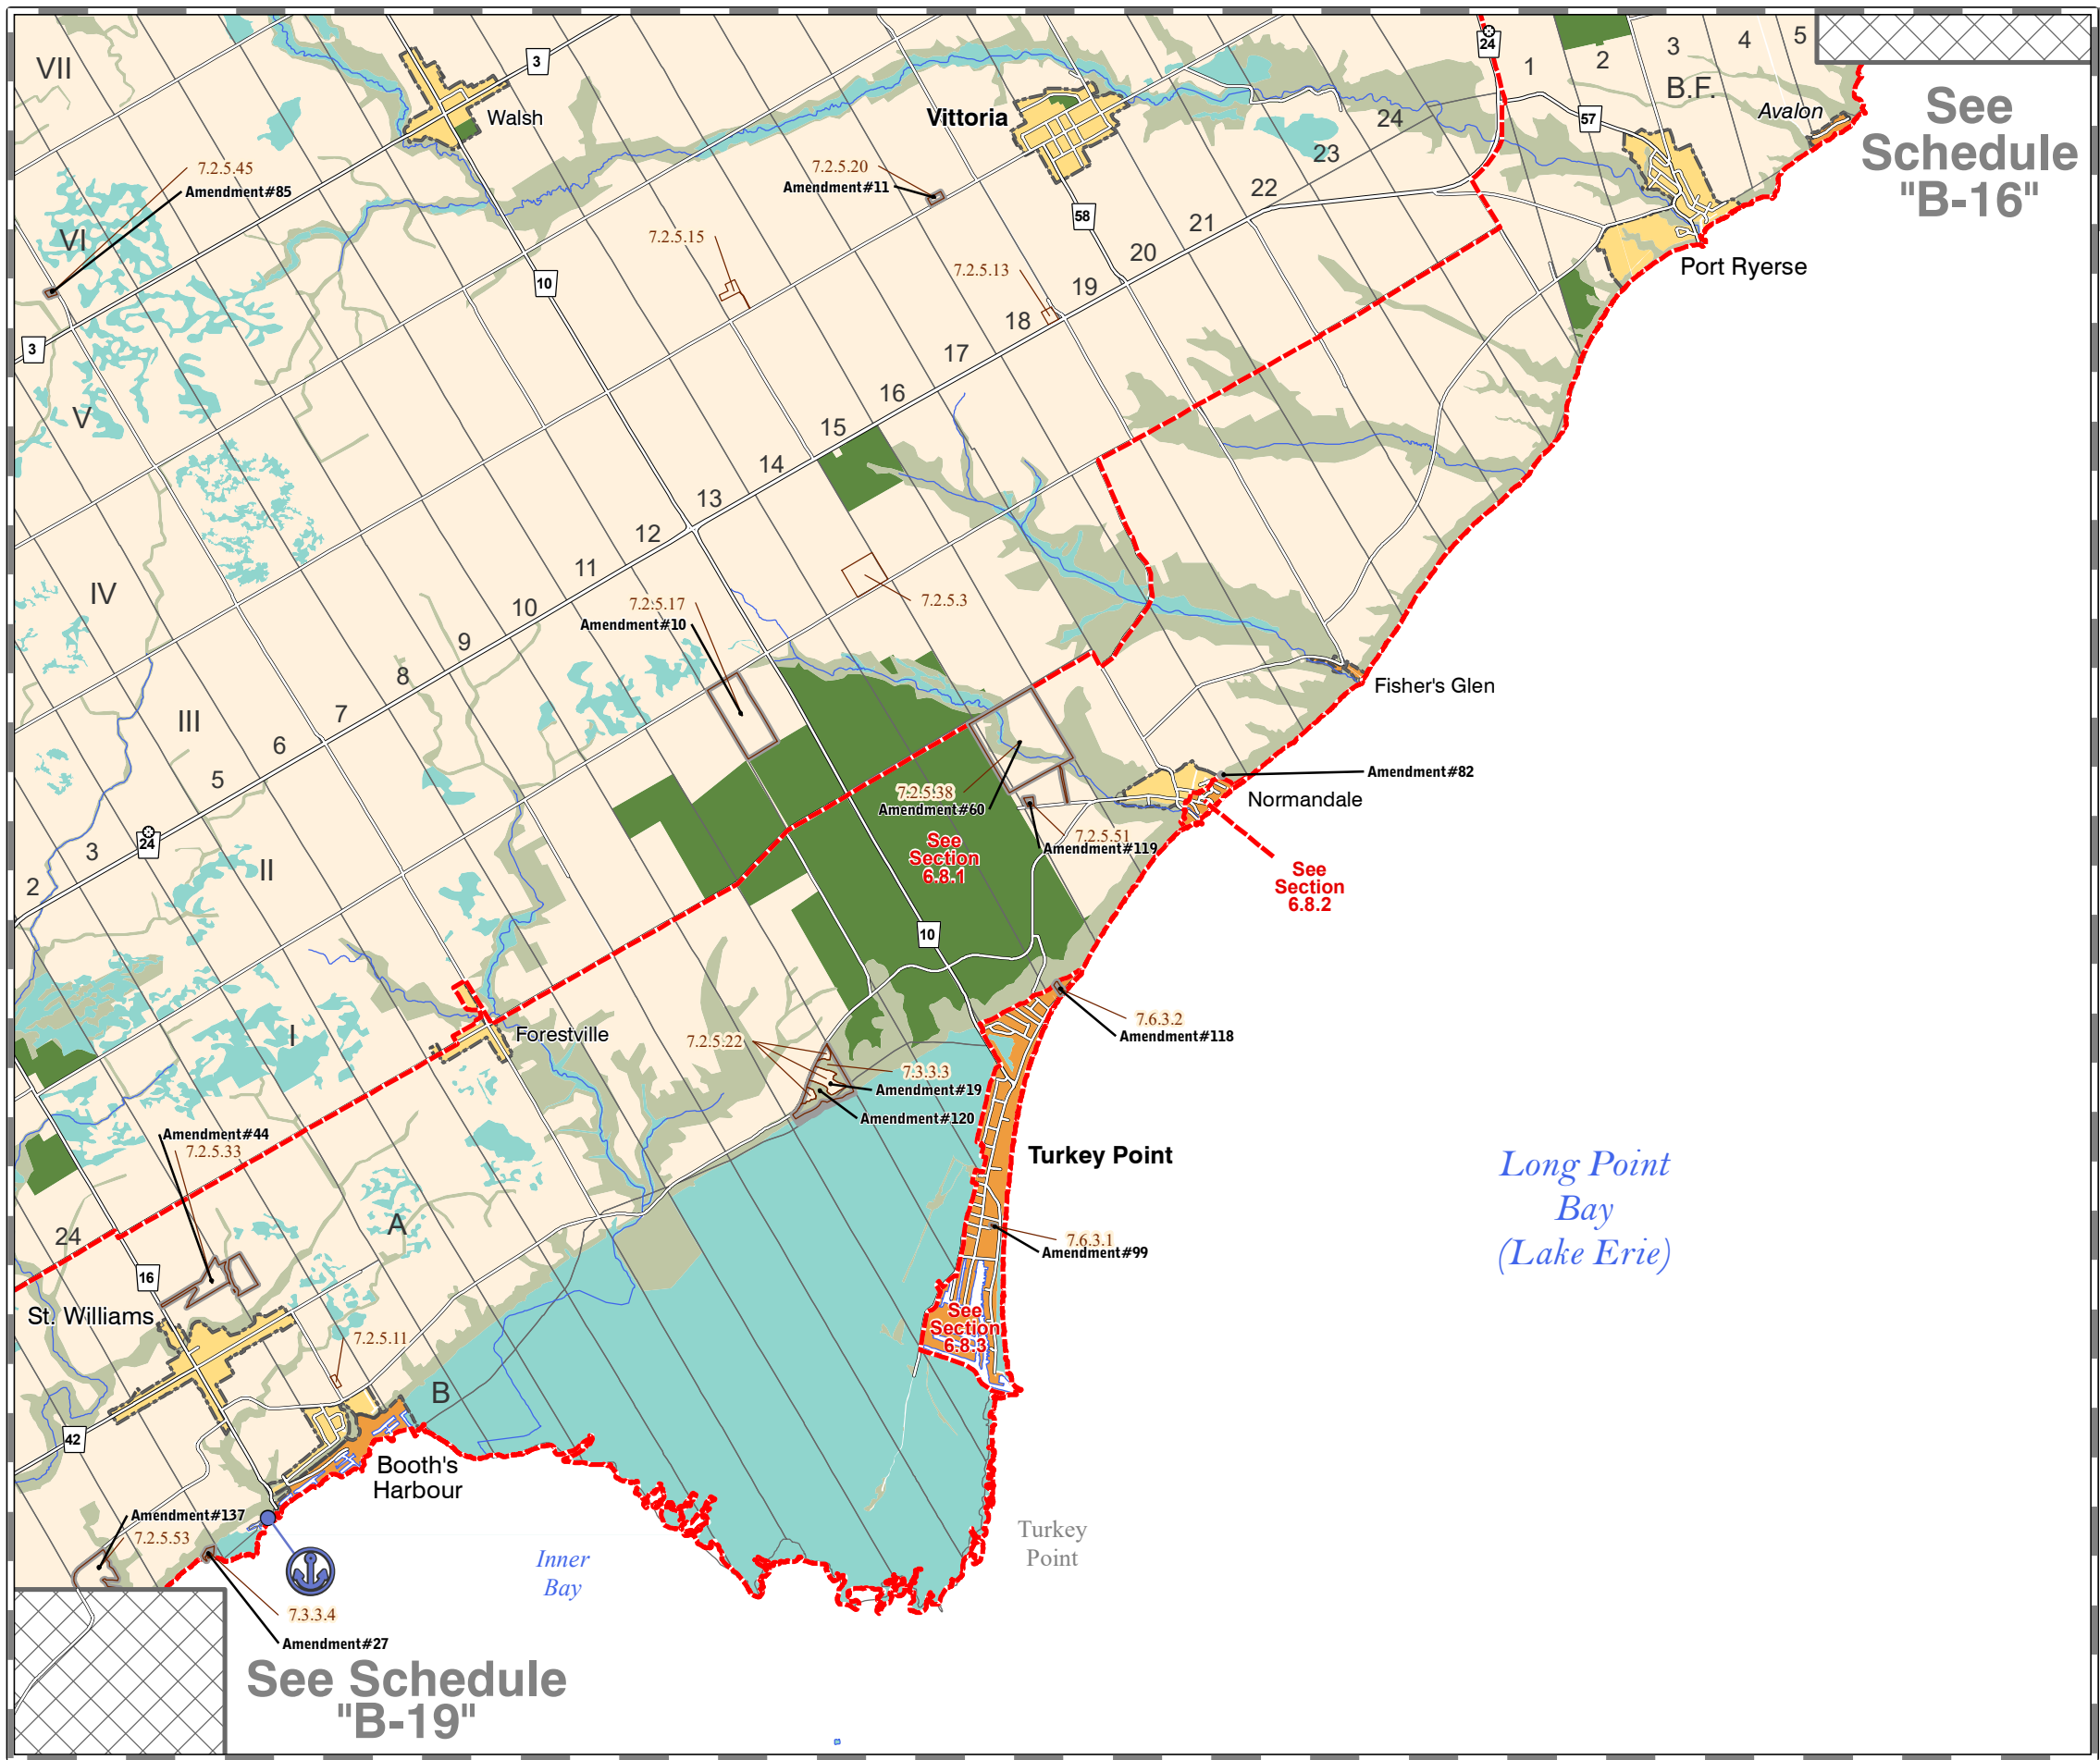 VII
3
Walsh
Vittoria
24
1
2
3
4
5
B.F.
Avalon
57
See
Schedule
"B-16"
7.2.5.45
Amendment#85
7.2.5.20
Amendment#11
24
23
22
58
21
20
19
18
17
16
15
14
13
12
11
10
9
8
7
6
5
3
2
VI
7.2.5.15
7.2.5.13
10
Port Ryerse
3
V
IV
7.2.5.17
Amendment#10
7.2.5.3
III
Fisher's Glen
7.2.5.38
Amendment#60
Amendment#82
Normandale
7.2.5.51
Amendment#119
See
Section
6.8.1
See
Section
6.8.2
24
II
10
I
Forestville
7.2.5.22
7.3.3.3
Amendment#19
Amendment#120
7.6.3.2
Amendment#118
Amendment#44
7.2.5.33
Turkey Point
Long Point
Bay
(Lake Erie)
24
A
7.6.3.1
Amendment#99
16
St. Williams
See
Section
6.8.3
7.2.5.11
B
42
Booth's
Harbour
Amendment#137
7.2.5.53
Turkey
Point
Inner
Bay
7.3.3.4
Amendment#27
See Schedule
"B-19"